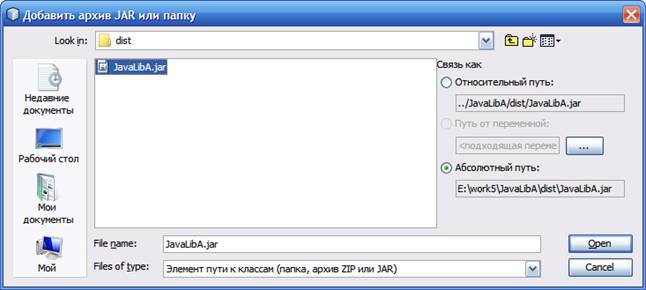 Добавить архив JAR или папку
Look in:
dist
Недавние
документы
Рабочий стол
Мои
документы
Мой
JavaLibA.jar
Связь как
Относительный путь:
../JavaLibA/dist/JavaLibA.jar
Путь от переменной:
<подходящая переме
...
Абсолютный путь:
E:\work5\JavaLibA\dist\JavaLibA.jar
File name:
JavaLibA.jar
Open
Files of type:
Элемент пути к классам (папка, архив ZIP или JAR)
Cancel